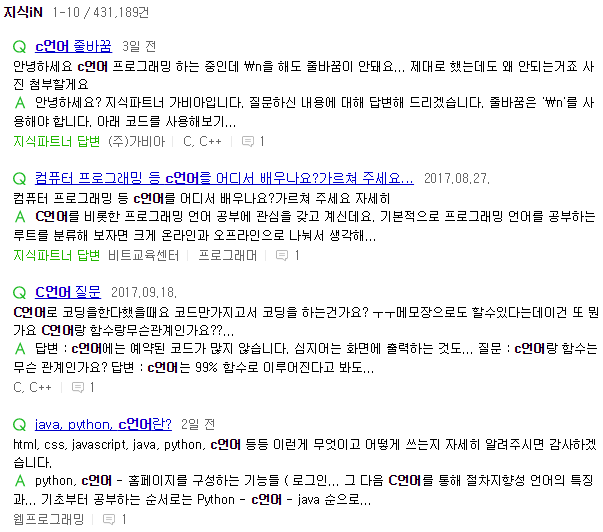 지식iN 1-10 / 431,189건
Q c언어 줄바꿈 3일 전
안녕하세요 c언어 프로그래밍 하는 중인데 ₩n을 해도 줄바꿈이 안돼요... 제대로 했는데도 왜 안되는거죠 사
진 첨부할게요
A 안녕하세요? 지식파트너 가비아입니다. 질문하신 내용에 대해 답변해 드리겠습니다. 줄바꿈은 '₩n'를 사
용해야 합니다. 아래 코드를 사용해보기...
지식파트너 답변 (주)가비아 C, C++ 1
Q 컴퓨터 프로그래밍 등 c언어를 어디서 배우나요?가르쳐 주세요... 2017.08.27.
컴퓨터 프로그래밍 등 c언어를 어디서 배우나요?가르쳐 주세요 자세히
A C언어를 비롯한 프로그래밍 언어 공부에 관심을 갖고 계신데요. 기본적으로 프로그래밍 언어를 공부하는
루트를 분류해 보자면 크게 온라인과 오프라인으로 나눠서 생각해...
지식파트너 답변 비트교육센터 프로그래머 1
Q C언어 질문 2017.09.18.
C언어로 코딩을한다했을때요 코드만가지고서 코딩을 하는건가요? ㅜㅜ메모장으로도 할수있다는데이건 또 뭔
가요 C언어랑 함수랑무슨관계인가요??...
A 답변 : c언어에는 예약된 코드가 많지 않습니다. 심지어는 화면에 출력하는 것도... 질문 : c언어랑 함수는
무슨 관계인가요? 답변 : c언어는 99% 함수로 이루어진다고 봐도...
C, C++ 1
Q java, python, c언어란? 2일 전
html, css, javascript, java, python, c언어 등등 이런게 무엇이고 어떻게 쓰는지 자세히 알려주시면 감사하겠
습니다.
A python, c언어 - 홈페이지를 구성하는 기능들 ( 로그인... 그 다음 C언어를 통해 절차지향성 언어의 특징
과... 기초부터 공부하는 순서로는 Python - c언어 - java 순으로...
웹프로그래밍 1